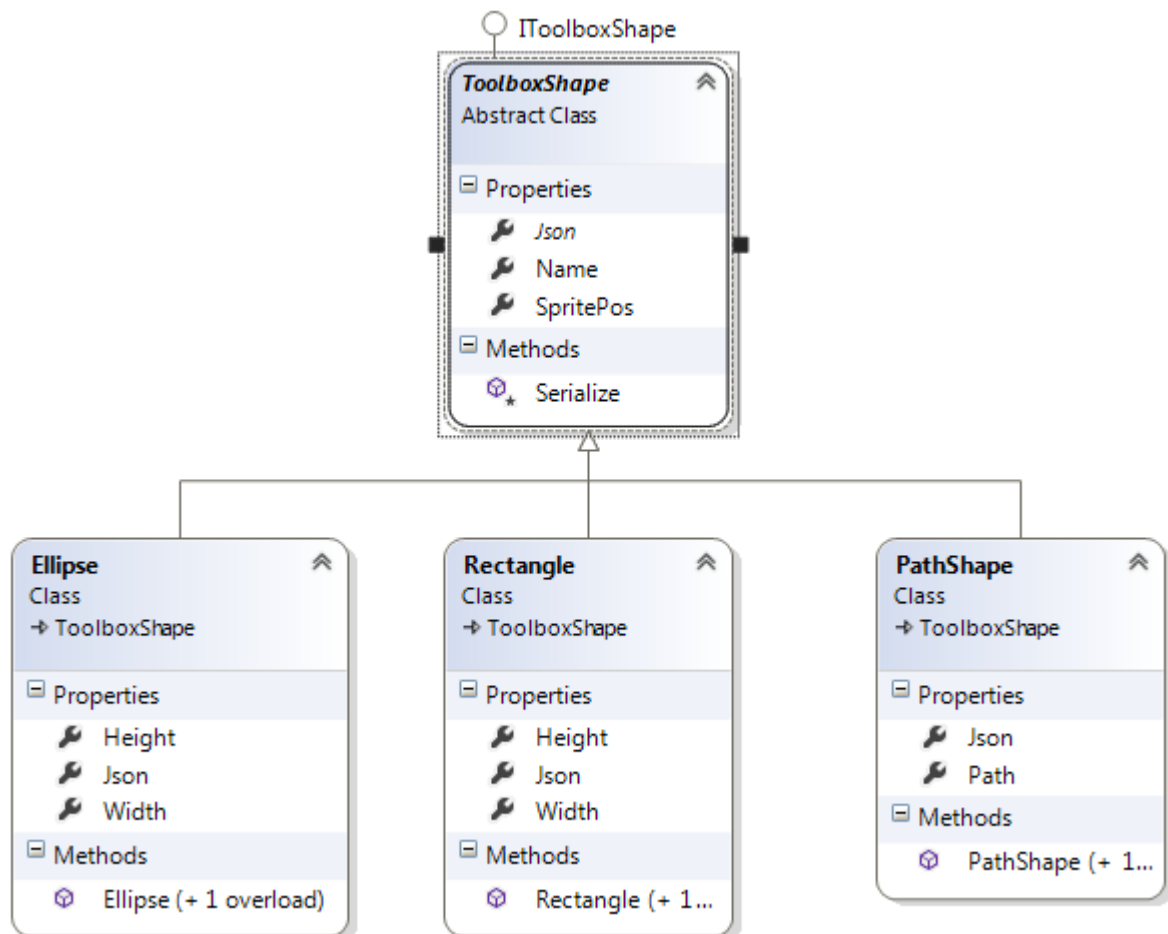 IToolboxShape
ToolboxShape
Abstract Class
Properties
Json
Name
SpritePos
Methods
Serialize
Ellipse
Class
ToolboxShape
Properties
Height
Json
Width
Methods
Ellipse (+ 1 overload)
Rectangle
Class
ToolboxShape
Properties
Height
Json
Width
Methods
Rectangle (+ 1...
PathShape
Class
ToolboxShape
Properties
Json
Path
Methods
PathShape (+ 1...